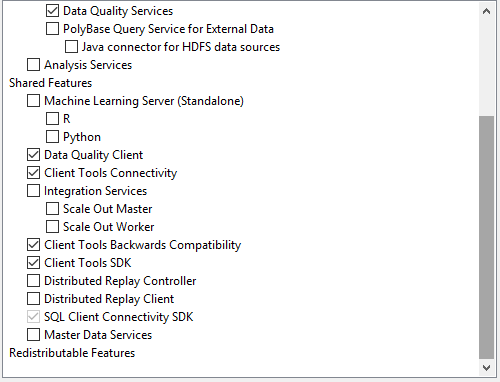 Data Quality Services
PolyBase Query Service for External Data
Java connector for HDFS data sources
Analysis Services
Shared Features
Machine Learning Server (Standalone)
R
Python
Data Quality Client
Client Tools Connectivity
Integration Services
Scale Out Master
Scale Out Worker
Client Tools Backwards Compatibility
Client Tools SDK
Distributed Replay Controller
Distributed Replay Client
SQL Client Connectivity SDK
Master Data Services
Redistributable Features